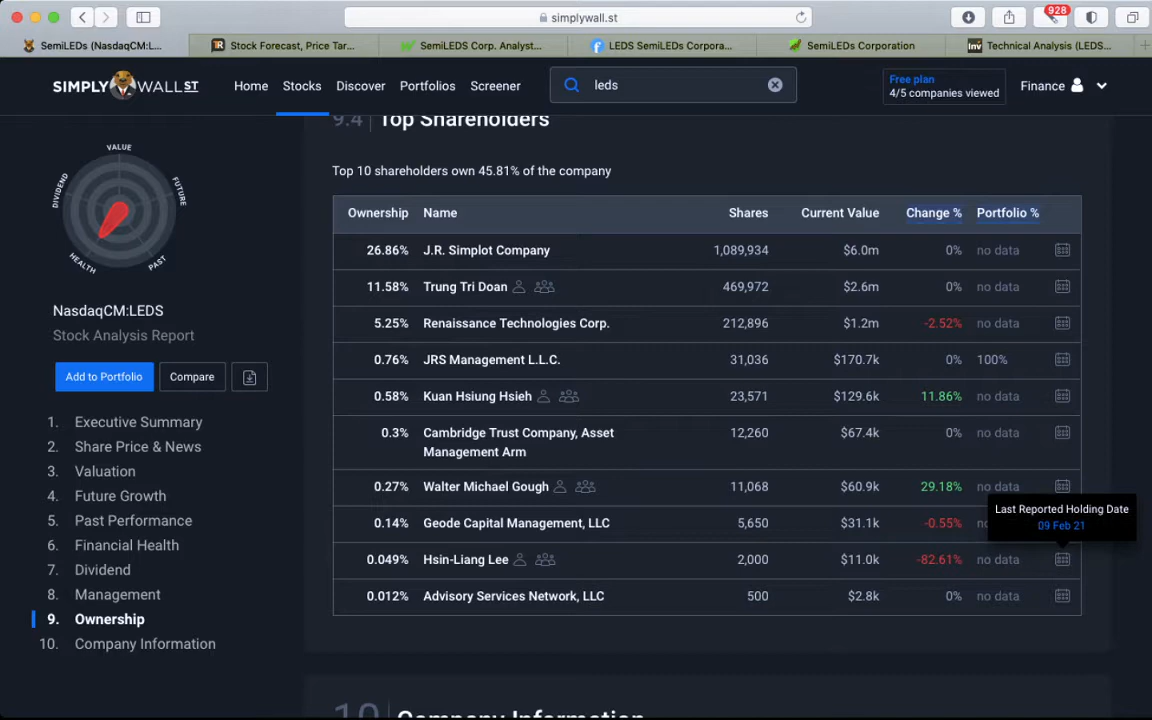 simplywall.st
928
SemiLEDs (NasdaqCM:L...
Stock Forecast, Price Tar...
SemiLEDS Corp. Analyst...
LEDS SemiLEDs Corpora...
SemiLEDs Corporation
Technical Analysis (LEDS...
SIMPLY WALL ST
Home
Stocks
Discover
Portfolios
Screener
leds
Free plan
4/5 companies viewed
Finance
9.4 Top Shareholders
Top 10 shareholders own 45.81% of the company
VALUE
FUTURE
PAST
HEALTH
DIVIDEND
NasdaqCM:LEDS
Stock Analysis Report
Add to Portfolio
Compare
1. Executive Summary
2. Share Price & News
3. Valuation
4. Future Growth
5. Past Performance
6. Financial Health
7. Dividend
8. Management
9. Ownership
10. Company Information
Ownership Name Shares Current Value Change % Portfolio %
26.86% J.R. Simplot Company 1,089,934 $6.0m 0% no data
11.58% Trung Tri Doan 469,972 $2.6m 0% no data
5.25% Renaissance Technologies Corp. 212,896 $1.2m -2.52% no data
0.76% JRS Management L.L.C. 31,036 $170.7k 0% 100%
0.58% Kuan Hsiung Hsieh 23,571 $129.6k 11.86% no data
0.3% Cambridge Trust Company, Asset 12,260 $67.4k 0% no data
Management Arm
0.27% Walter Michael Gough 11,068 $60.9k 29.18% no data
Last Reported Holding Date
09 Feb 21
0.14% Geode Capital Management, LLC 5,650 $31.1k -0.55%
0.049% Hsin-Liang Lee 2,000 $11.0k -82.61% no data
0.012% Advisory Services Network, LLC 500 $2.8k 0% no data
10 Company Information